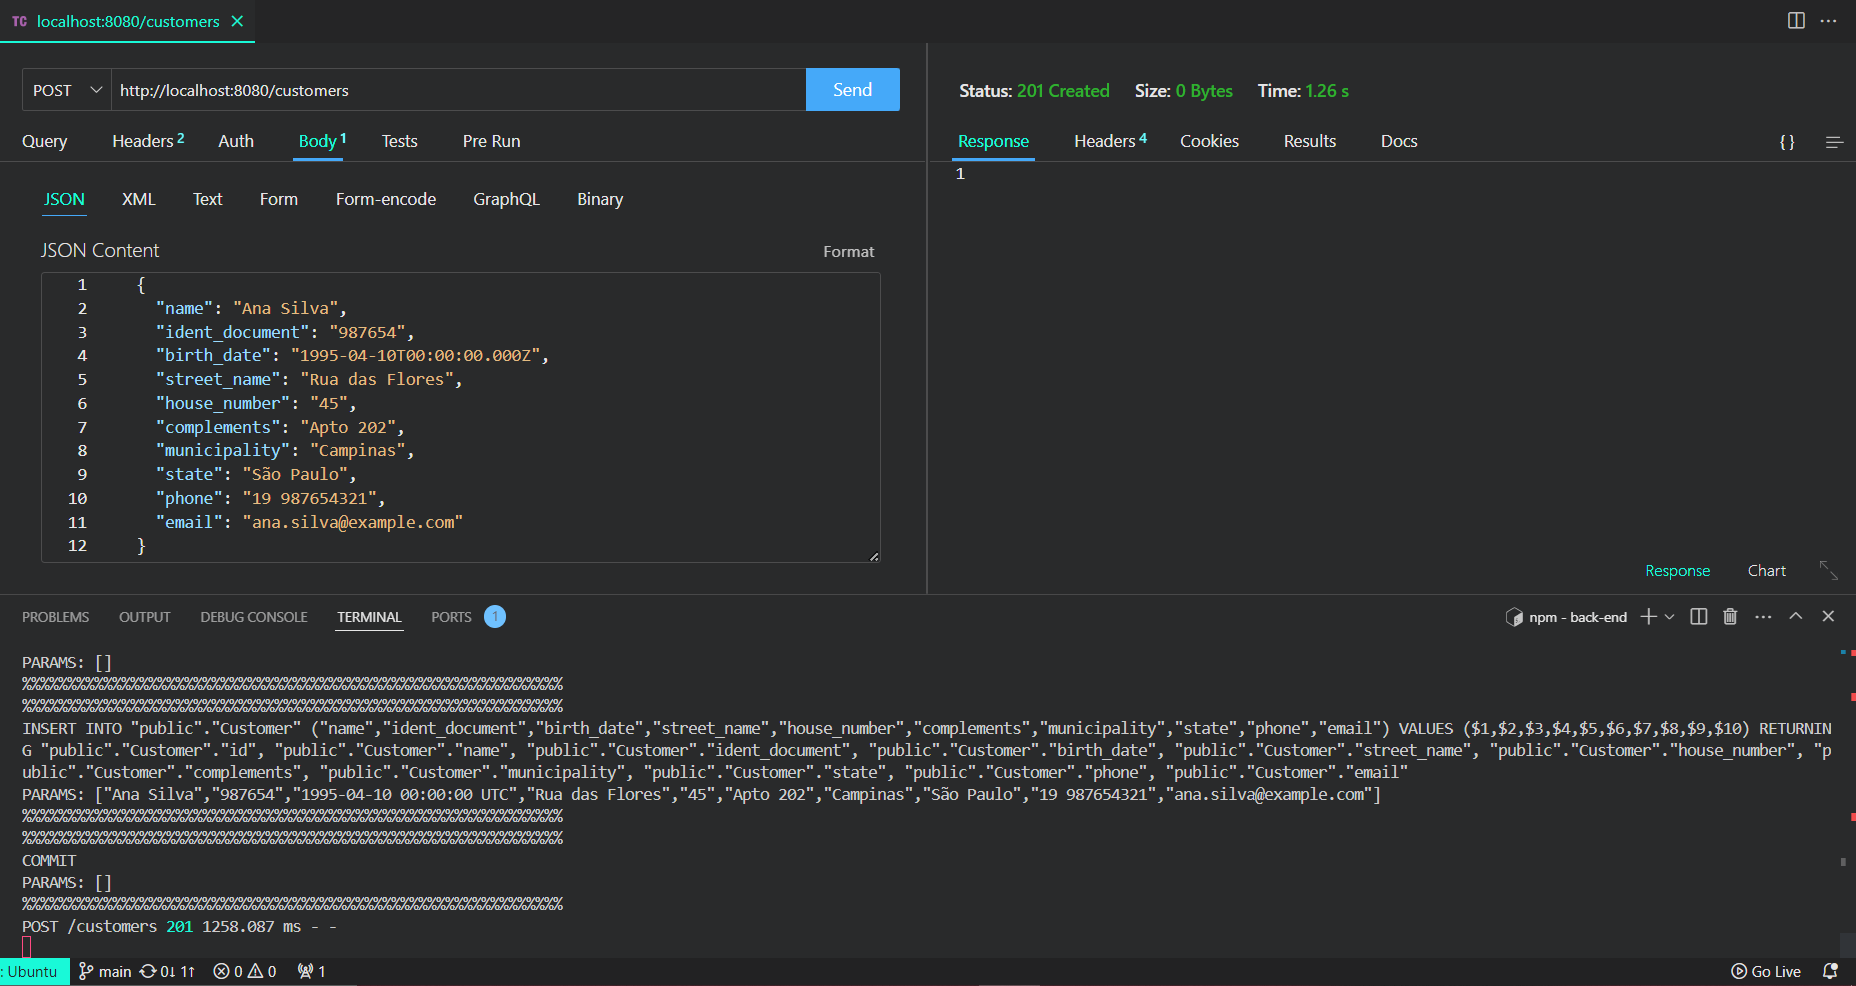 TC localhost:8080/customers
POST http://localhost:8080/customers Send
Status: 201 Created Size: 0 Bytes Time: 1.26 s
Query Headers 2 Auth Body 1 Tests Pre Run
Response Headers 4 Cookies Results Docs { }
JSON XML Text Form Form-encode GraphQL Binary
1
JSON Content Format
1 {
2 "name": "Ana Silva",
3 "ident_document": "987654",
4 "birth_date": "1995-04-10T00:00:00.000Z",
5 "street_name": "Rua das Flores",
6 "house_number": "45",
7 "complements": "Apto 202",
8 "municipality": "Campinas",
9 "state": "São Paulo",
10 "phone": "19 987654321",
11 "email": "ana.silva@example.com"
12 }
Response Chart
PROBLEMS OUTPUT DEBUG CONSOLE TERMINAL PORTS 1 npm - back-end
PARAMS: []
%%%%%%%%%%%%%%%%%%%%%%%%%%%%%%%%%%%%%%%%%%%%%%%%%%%%%%%%%%%%
%%%%%%%%%%%%%%%%%%%%%%%%%%%%%%%%%%%%%%%%%%%%%%%%%%%%%%%%%%%%
INSERT INTO "public"."Customer" ("name","ident_document","birth_date","street_name","house_number","complements","municipality","state","phone","email") VALUES ($1,$2,$3,$4,$5,$6,$7,$8,$9,$10) RETURNIN
G "public"."Customer"."id", "public"."Customer"."name", "public"."Customer"."ident_document", "public"."Customer"."birth_date", "public"."Customer"."street_name", "public"."Customer"."house_number", "p
ublic"."Customer"."complements", "public"."Customer"."municipality", "public"."Customer"."state", "public"."Customer"."phone", "public"."Customer"."email"
PARAMS: ["Ana Silva","987654","1995-04-10 00:00:00 UTC","Rua das Flores","45","Apto 202","Campinas","São Paulo","19 987654321","ana.silva@example.com"]
%%%%%%%%%%%%%%%%%%%%%%%%%%%%%%%%%%%%%%%%%%%%%%%%%%%%%%%%%%%%
%%%%%%%%%%%%%%%%%%%%%%%%%%%%%%%%%%%%%%%%%%%%%%%%%%%%%%%%%%%%
COMMIT
PARAMS: []
%%%%%%%%%%%%%%%%%%%%%%%%%%%%%%%%%%%%%%%%%%%%%%%%%%%%%%%%%%%%
POST /customers 201 1258.087 ms - -
: Ubuntu main 0↓ 1↑ 0 0 1 Go Live